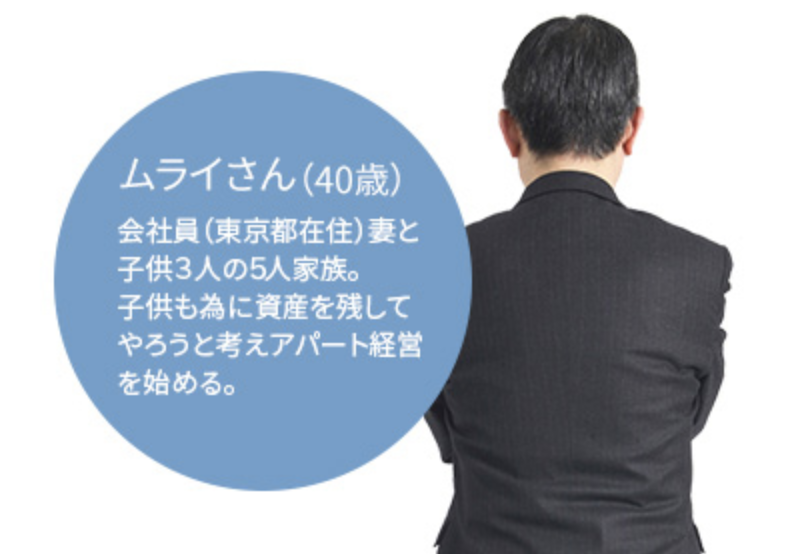 ムライさん（40歳）
会社員（東京都在住）妻と
子供３人の5人家族。
子供も為に資産を残して
やろうと考えアパート経営
を始める。